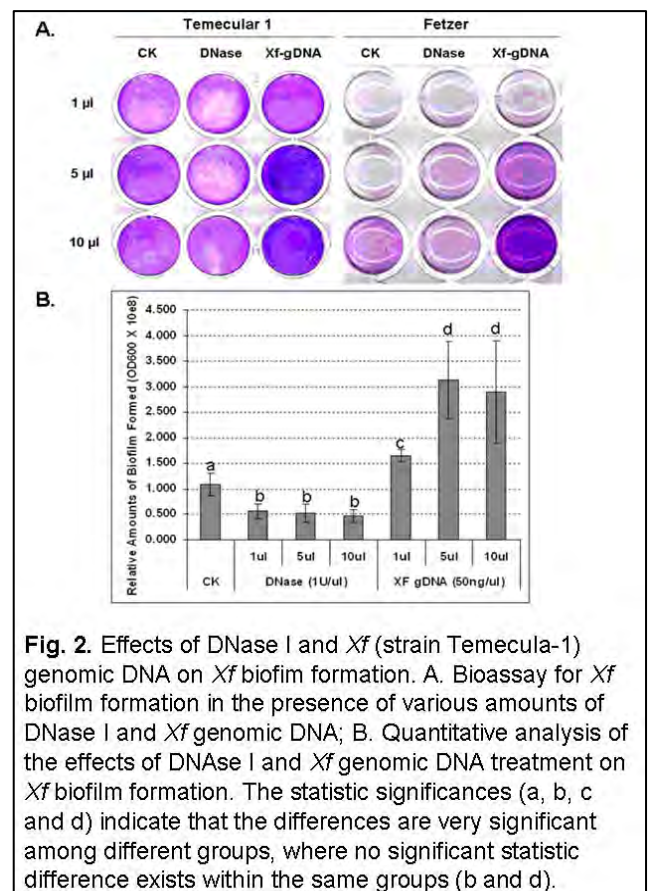 A.
Temecular 1 Fetzer
CK DNase Xf-gDNA CK DNase Xf-gDNA
1 µl
5 µl
10 µl
B.
Relative Amounts of Biofilm Formed (OD600 X 10e8)
4.500
4.000
3.500
3.000
2.500
2.000
1.500
1.000
0.500
0.000
a b b b c d d
1ul 5ul 10ul 1ul 5ul 10ul
CK DNase (1U/ul) XF gDNA (50ng/ul)
Fig. 2. Effects of DNase I and Xf (strain Temecula-1)
genomic DNA on Xf biofim formation. A. Bioassay for Xf
biofilm formation in the presence of various amounts of
DNase I and Xf genomic DNA; B. Quantitative analysis of
the effects of DNAse I and Xf genomic DNA treatment on
Xf biofilm formation. The statistic significances (a, b, c
and d) indicate that the differences are very significant
among different groups, where no significant statistic
difference exists within the same groups (b and d).